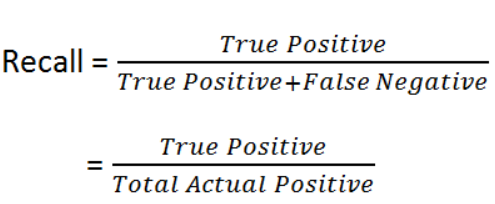 True Positive
Recall =
True Positive+False Negative
True Positive
=
Total Actual Positive